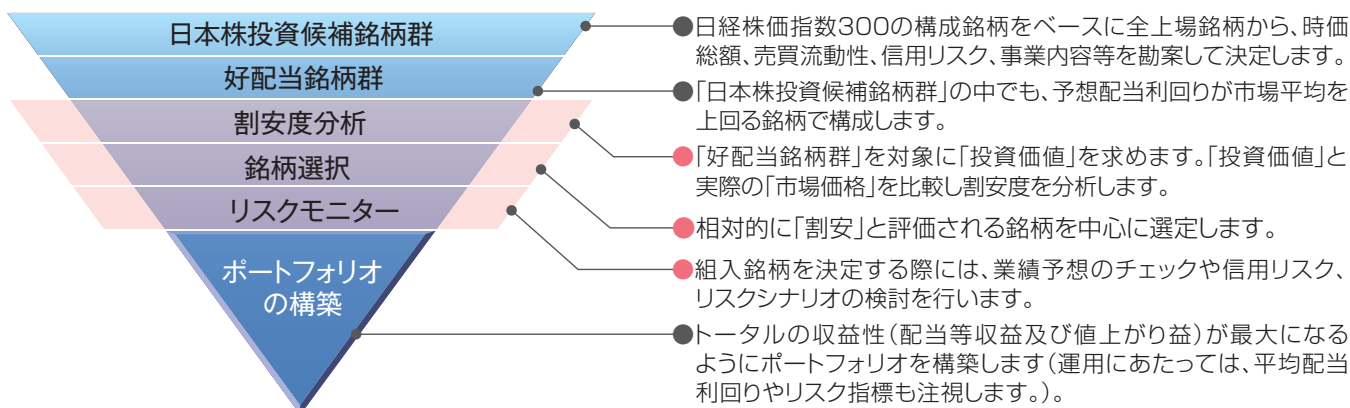 日本株投資候補銘柄群
好配当銘柄群
割安度分析
銘柄選択
リスクモニター
ポートフォリオ
の構築
●日経株価指数300の構成銘柄をベースに全上場銘柄から、時価
総額、売買流動性、信用リスク、事業内容等を勘案して決定します。
●「日本株投資候補銘柄群」の中でも、予想配当利回りが市場平均を
上回る銘柄で構成します。
●「好配当銘柄群」を対象に「投資価値」を求めます。「投資価値」と
実際の「市場価格」を比較し割安度を分析します。
●相対的に「割安」と評価される銘柄を中心に選定します。
●組入銘柄を決定する際には、業績予想のチェックや信用リスク、
リスクシナリオの検討を行います。
●トータルの収益性(配当等収益及び値上がり益)が最大になる
ようにポートフォリオを構築します(運用にあたっては、平均配当
利回りやリスク指標も注視します。)。